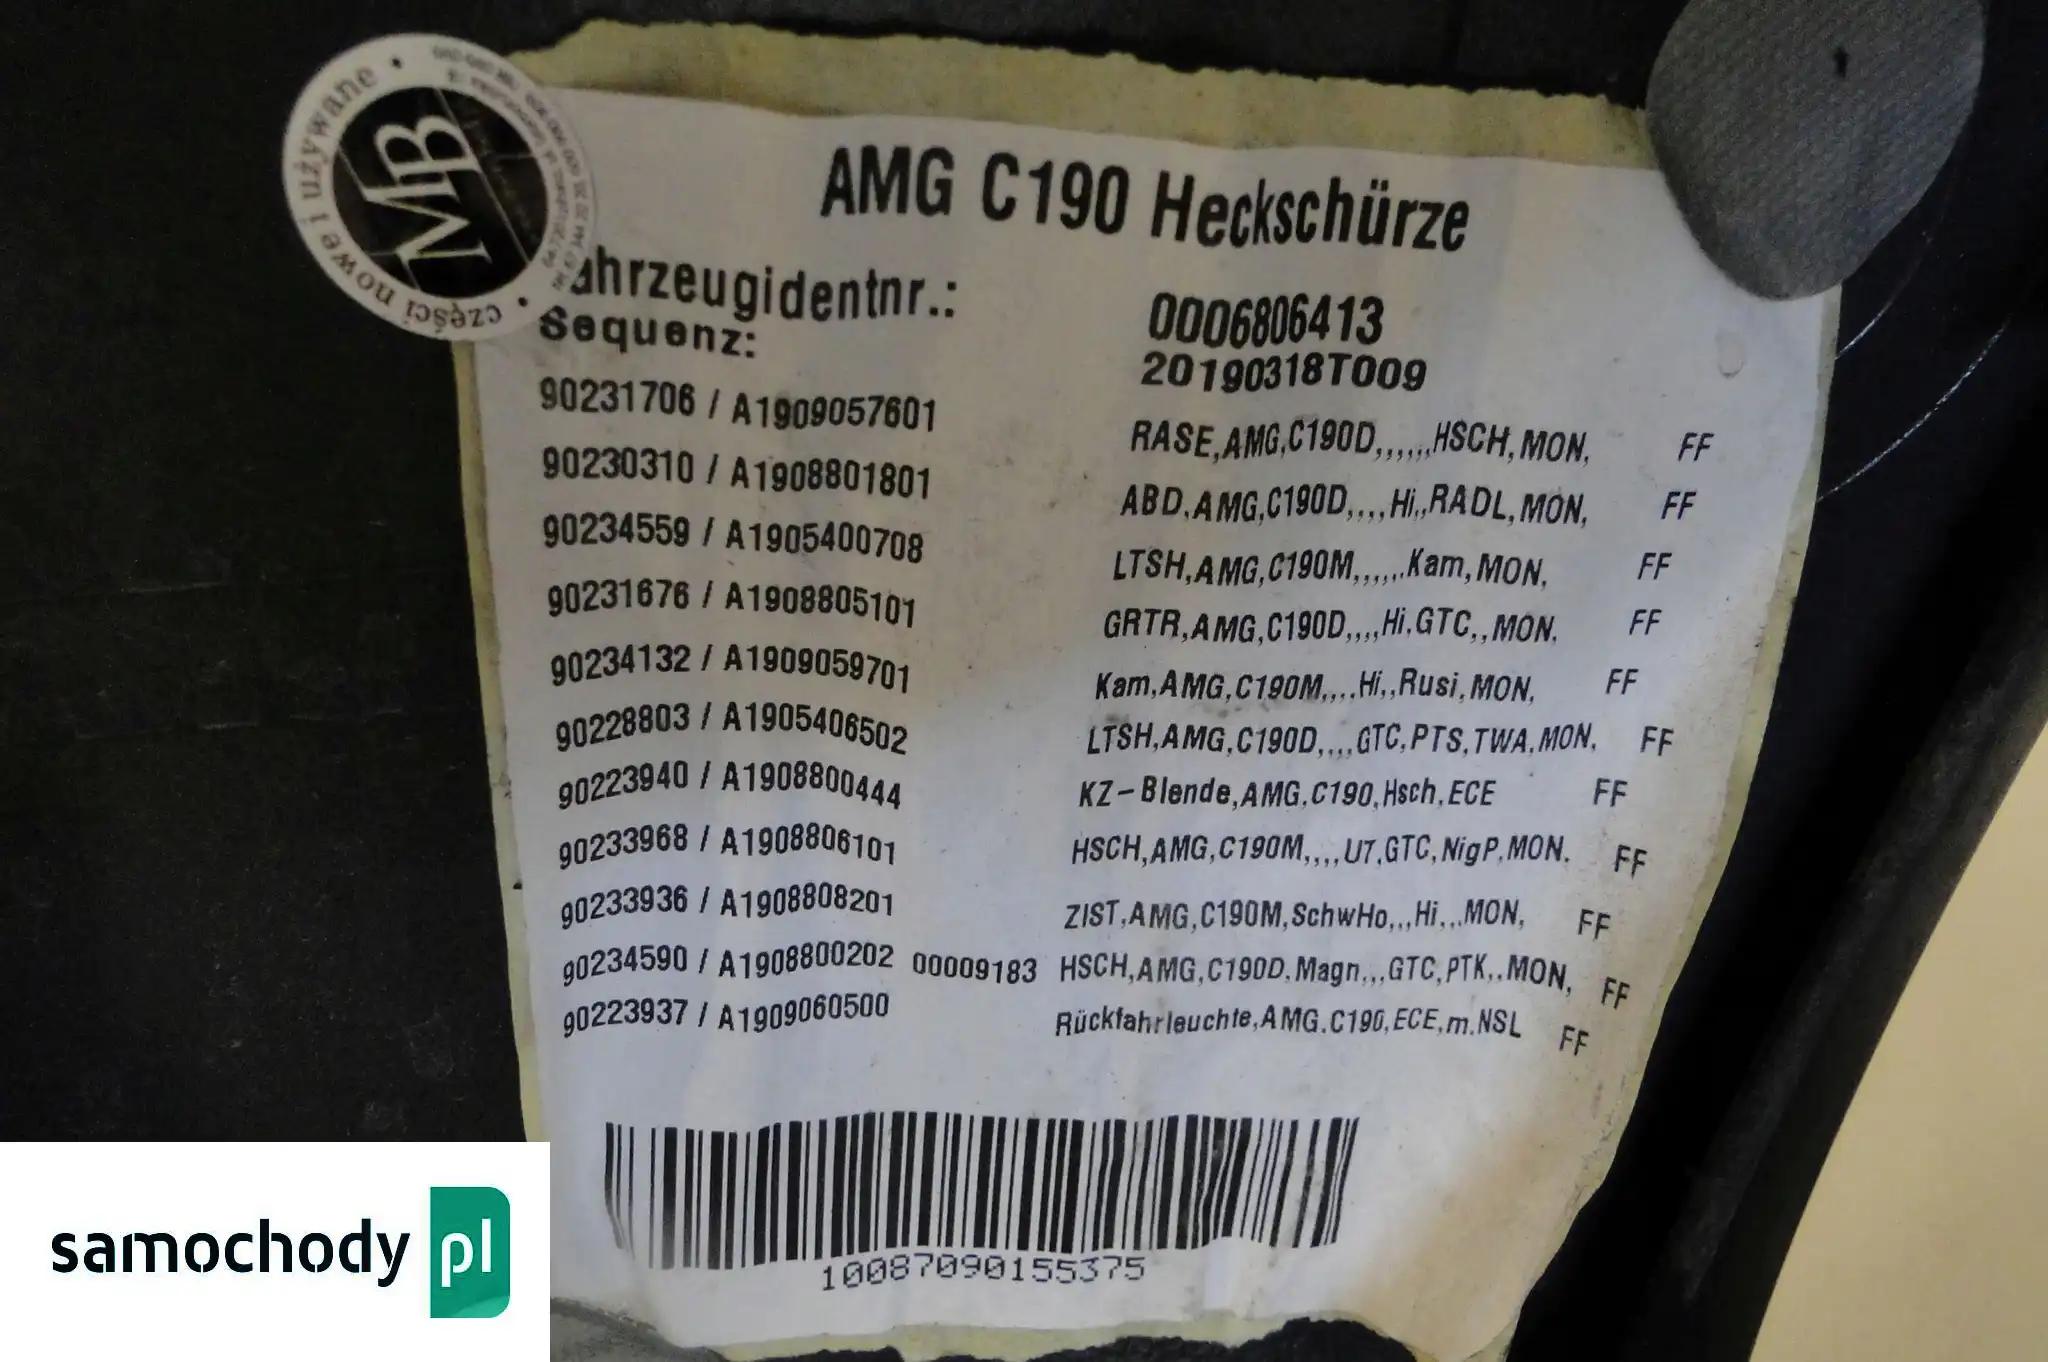 części nowe i używane
MB
AMG C190 Heckschürze
ahrzeugidentnr.: 0006806413
Sequenz: 20190318T009
90231706 / A1909057601 RASE,AMG,C190D,,,,,,HSCH,MON, FF
90230310 / A1908801801 ABD,AMG,C190D,,,,Hi,,RADL,MON, FF
90234559 / A1905400708 LTSH,AMG,C190M,,,,,,Kam,MON, FF
90231676 / A1908805101 GRTR,AMG,C190D,,,,Hi,GTC,,MON, FF
90234132 / A1909059701 Kam,AMG,C190M,,,,Hi,,Rusi,MON, FF
90228803 / A1905406502 LTSH,AMG,C190D,,,,GTC,PTS,TWA,MON, FF
90223940 / A1908800444 KZ-Blende,AMG,C190,Hsch,ECE FF
90233968 / A1908806101 HSCH,AMG,C190M,,,,U7,GTC,NigP,MON, FF
90233936 / A1908808201 ZIST,AMG,C190M,SchwHo,,,Hi,,,MON, FF
90234590 / A1908800202 00009183 HSCH,AMG,C190D,Magn,,,GTC,PTK,,MON, FF
90223937 / A1909060500 Rückfahrleuchte,AMG,C190,ECE,m.NSL FF
10087090155375
samochody pl